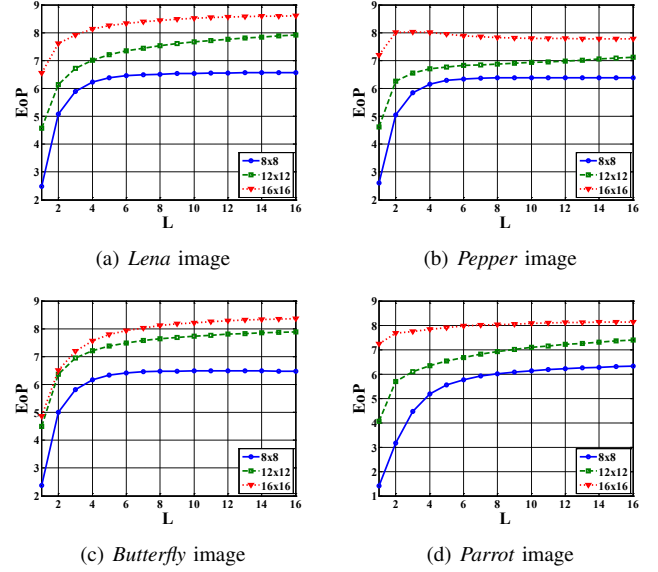 9 8 7 6 5 4 3 2
EoP
2 4 6 8 10 12 14 16
L
8x8
12x12
16x16
(a) Lena image
9 8 7 6 5 4 3 2
EoP
2 4 6 8 10 12 14 16
L
8x8
12x12
16x16
(b) Pepper image
9 8 7 6 5 4 3 2
EoP
2 4 6 8 10 12 14 16
L
8x8
12x12
16x16
(c) Butterfly image
9 8 7 6 5 4 3 2 1
EoP
2 4 6 8 10 12 14 16
L
8x8
12x12
16x16
(d) Parrot image